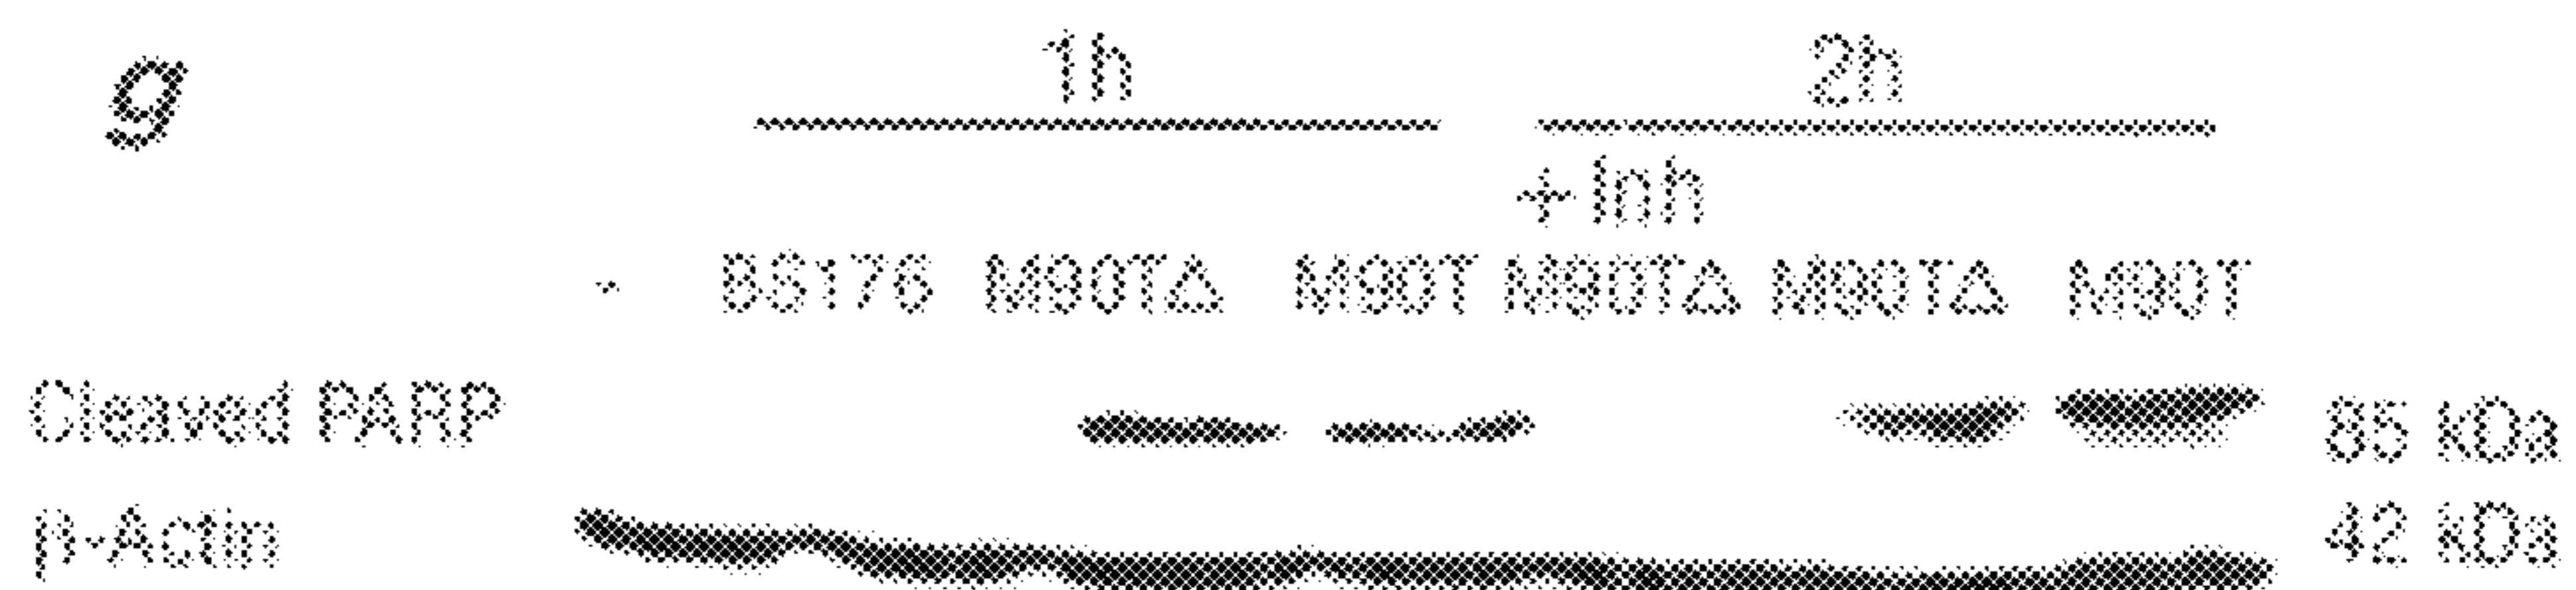 g
1h 2h
+ Inh
- BS176 M90TΔ M90T M90TΔ M90TΔ M90T
Cleaved PARP 85 kDa
β-Actin 42 kDa